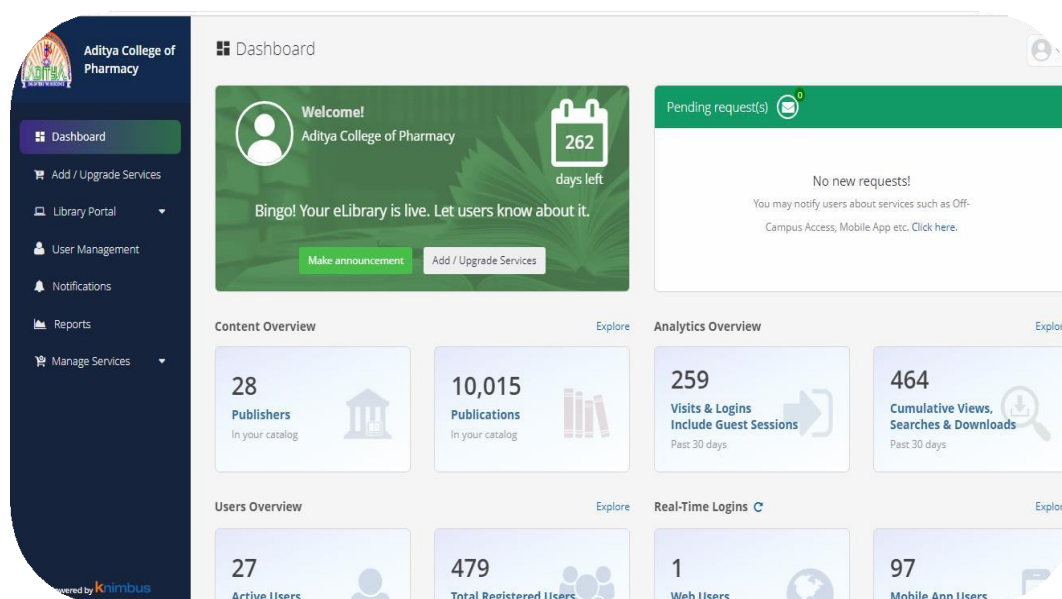 Aditya College of
Pharmacy
ADITYA
Dashboard
Add / Upgrade Services
Library Portal
User Management
Notifications
Reports
Manage Services
wered by Knimbus
Dashboard
Welcome!
Aditya College of Pharmacy
262
days left
Bingo! Your eLibrary is live. Let users know about it.
Make announcement
Add / Upgrade Services
Pending request(s)
0
No new requests!
You may notify users about services such as Off-
Campus Access, Mobile App etc. Click here.
Content Overview
Explore
28
Publishers
In your catalog
10,015
Publications
In your catalog
Analytics Overview
Explor
259
Visits & Logins
Include Guest Sessions
Past 30 days
464
Cumulative Views,
Searches & Downloads
Past 30 days
Users Overview
Explore
27
Active Users
479
Total Registered Users
Real-Time Logins
Explor
1
Web Users
97
Mobile App Users